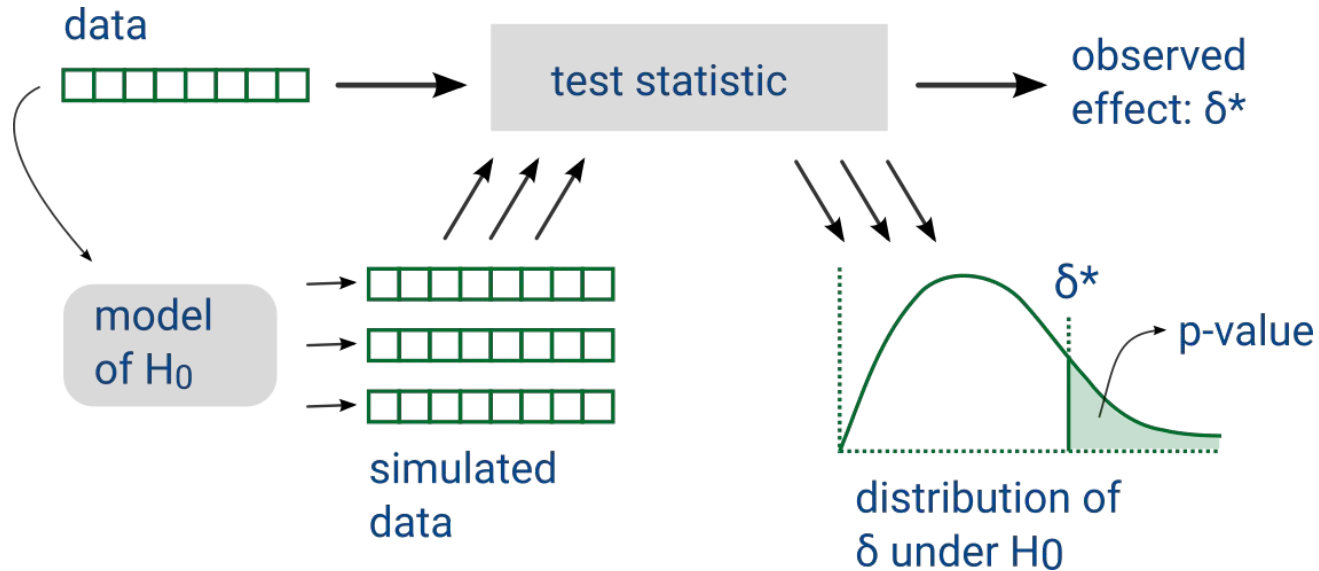 data
test statistic
observed
effect: δ*
model
of H₀
simulated
data
δ*
p-value
distribution of
δ under H0